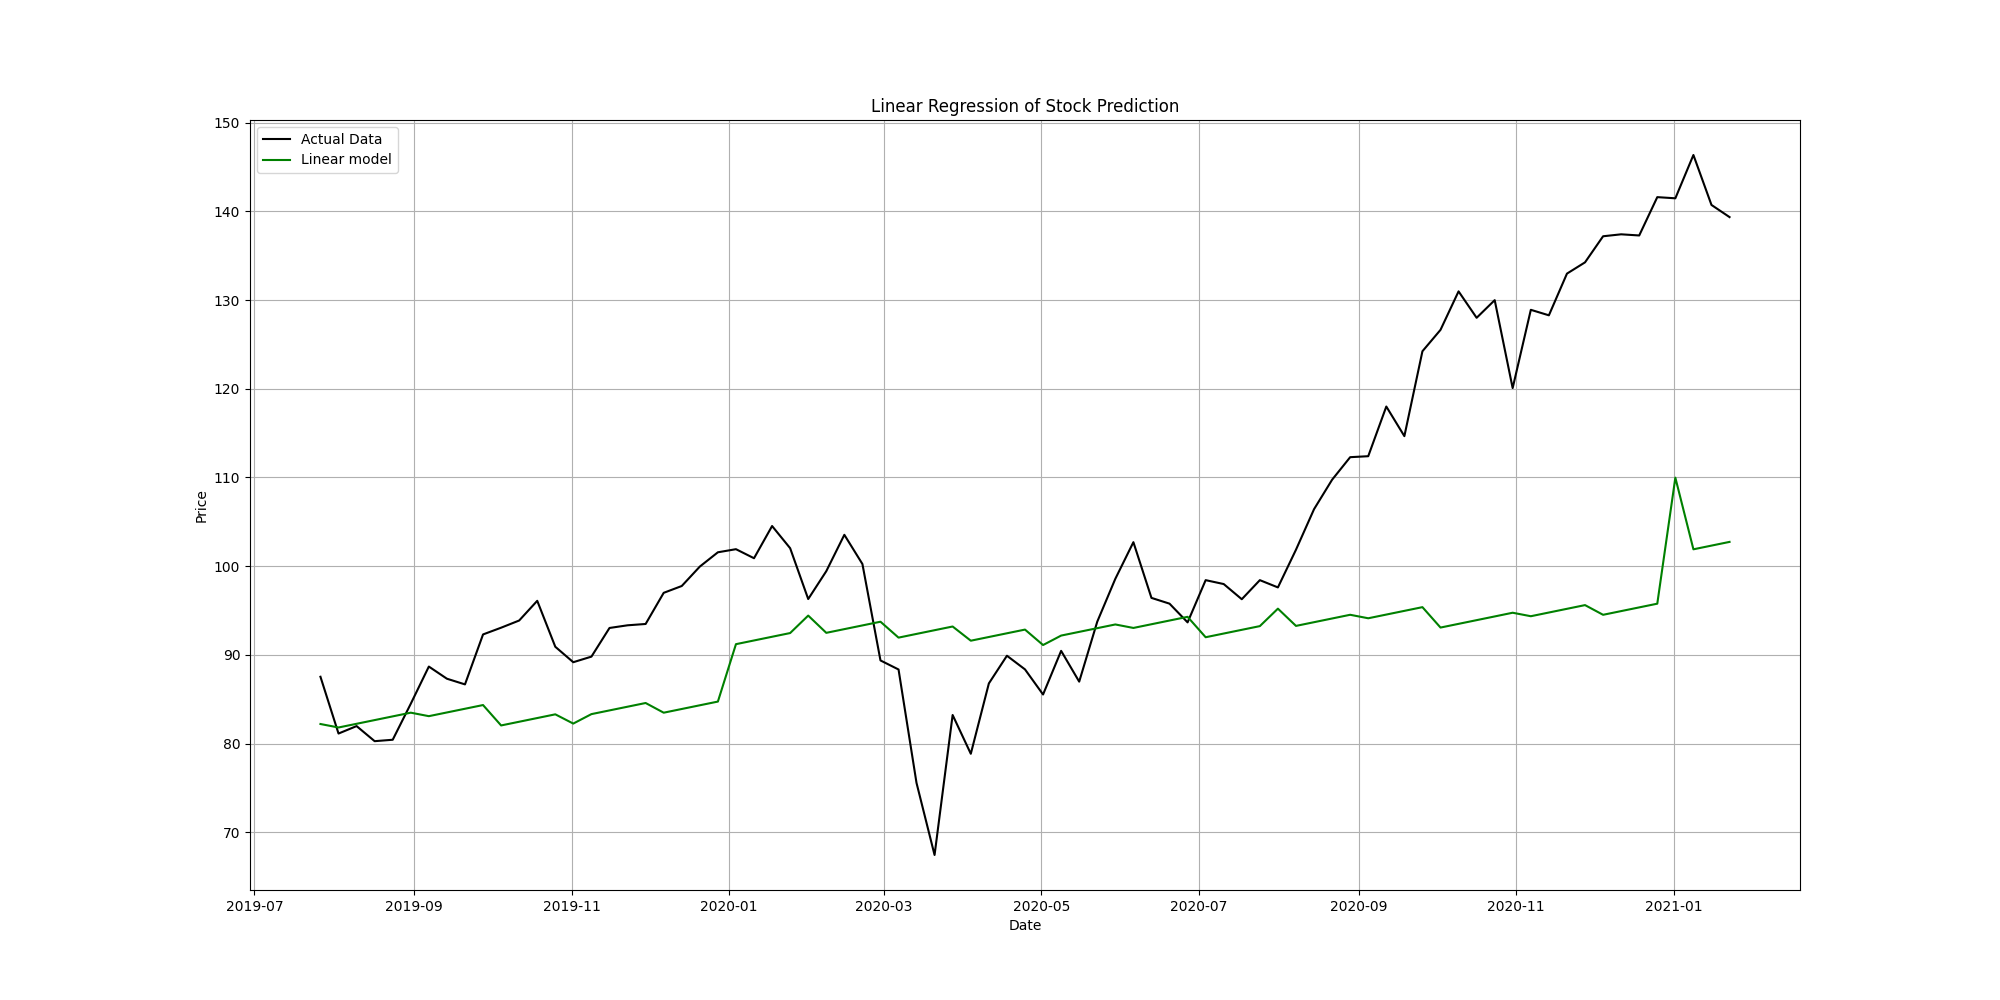 Linear Regression of Stock Prediction
Actual Data
Linear model
150
140
130
120
110
100
90
80
70
Price
2019-07 2019-09 2019-11 2020-01 2020-03 2020-05 2020-07 2020-09 2020-11 2021-01
Date